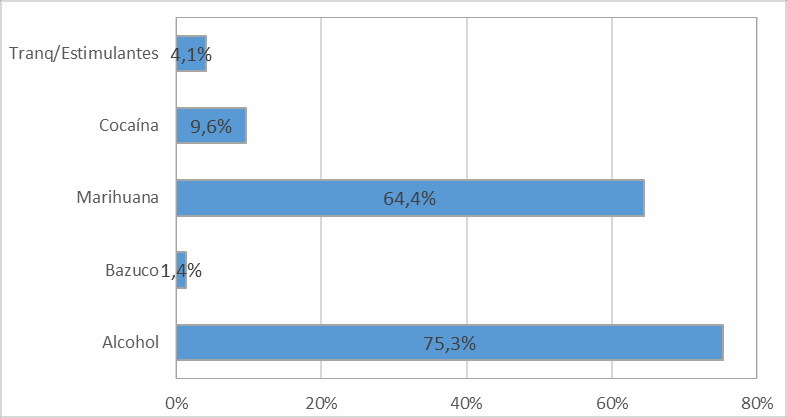 Tranq/Estimulantes 4,1%
Cocaína 9,6%
Marihuana 64,4%
Bazuco 1,4%
Alcohol 75,3%
0% 20% 40% 60% 80%